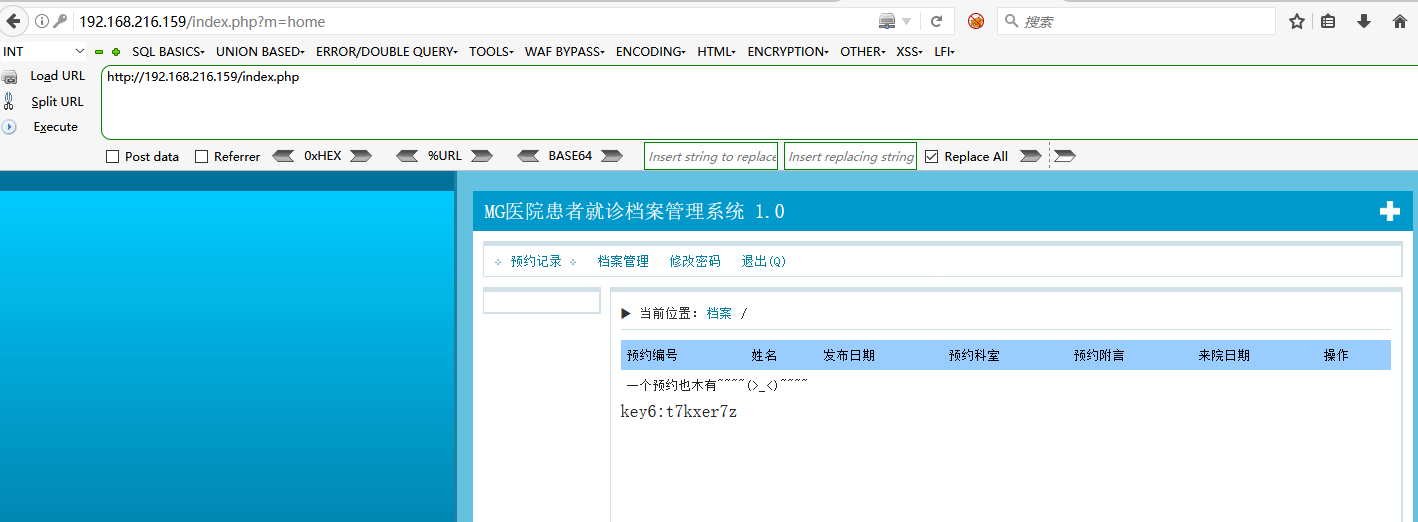 192.168.216.159/index.php?m=home
搜索
INT SQL BASICS UNION BASED ERROR/DOUBLE QUERY TOOLS WAF BYPASS ENCODING HTML ENCRYPTION OTHER XSS LFI
Load URL http://192.168.216.159/index.php
Split URL
Execute
Post data Referrer 0xHEX %URL BASE64 Insert string to replace Insert replacing string Replace All
MG医院患者就诊档案管理系统 1.0
预约记录 档案管理 修改密码 退出(Q)
▶ 当前位置: 档案 /
预约编号 姓名 发布日期 预约科室 预约附言 来院日期 操作
一个预约也木有~~~~(>_<)~~~~
key6:t7kxer7z